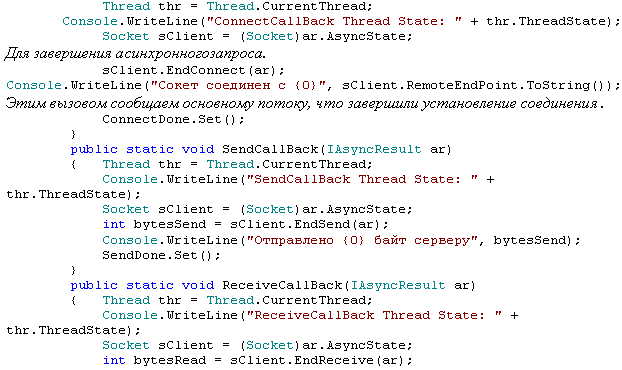 Thread thr = Thread.CurrentThread;
Console.WriteLine("ConnectCallBack Thread State: " + thr.ThreadState);
Socket sClient = (Socket)ar.AsyncState;
Для завершения асинхронногозапроса.
sClient.EndConnect(ar);
Console.WriteLine("Сокет соединен с {0}", sClient.RemoteEndPoint.ToString());
Этим вызовом сообщаем основному потоку, что завершили установление соединения.
ConnectDone.Set();
}
public static void SendCallBack(IAsyncResult ar)
{ Thread thr = Thread.CurrentThread;
Console.WriteLine("SendCallBack Thread State: " +
thr.ThreadState);
Socket sClient = (Socket)ar.AsyncState;
int bytesSend = sClient.EndSend(ar);
Console.WriteLine("Отправлено {0} байт серверу", bytesSend);
SendDone.Set();
}
public static void ReceiveCallBack(IAsyncResult ar)
{ Thread thr = Thread.CurrentThread;
Console.WriteLine("ReceiveCallBack Thread State: " +
thr.ThreadState);
Socket sClient = (Socket)ar.AsyncState;
int bytesRead = sClient.EndReceive(ar);